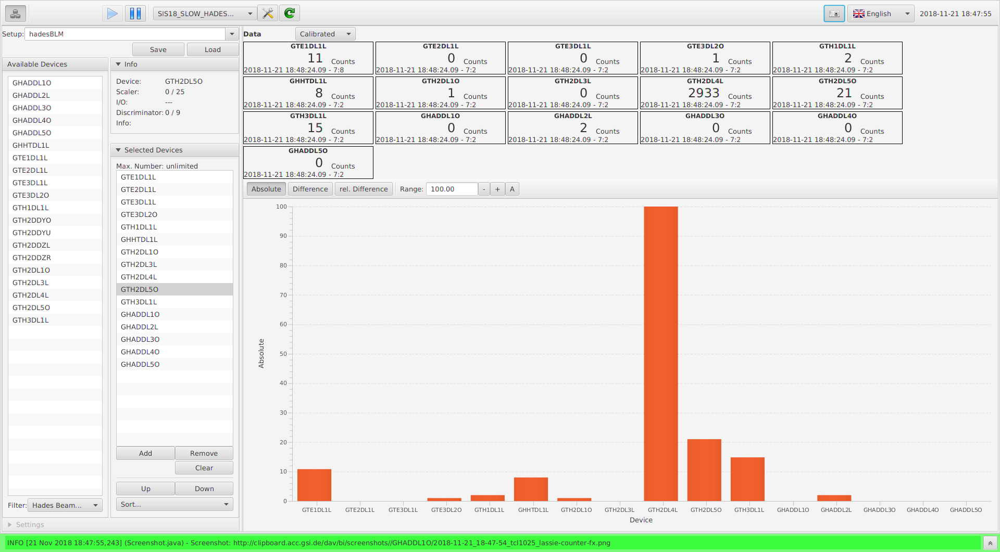 SIS18_SLOW_HADES...
English
2018-11-21 18:47:55
Setup: hadesBLM
Save Load
Available Devices
GHADDL1O
GHADDL2L
GHADDL3O
GHADDL4O
GHADDL5O
GHHTDL1L
GTE1DL1L
GTE2DL1L
GTE3DL1L
GTE3DL2O
GTH1DL1L
GTH2DDYO
GTH2DDYU
GTH2DDZL
GTH2DDZR
GTH2DL1O
GTH2DL3L
GTH2DL4L
GTH2DL5O
GTH3DL1L
Filter: Hades Beam...
Settings
Info
Device: GTH2DL5O
Scaler: 0 / 25
I/O: ---
Discriminator: 0 / 9
Info:
Selected Devices
Max. Number: unlimited
GTE1DL1L
GTE2DL1L
GTE3DL1L
GTE3DL2O
GTH1DL1L
GHHTDL1L
GTH2DL1O
GTH2DL3L
GTH2DL4L
GTH2DL5O
GTH3DL1L
GHADDL1O
GHADDL2L
GHADDL3O
GHADDL4O
GHADDL5O
Add Remove
Clear
Up Down
Sort...
Data Calibrated
GTE1DL1L
11 Counts
2018-11-21 18:48:24.09 - 7:8
GTE2DL1L
0 Counts
2018-11-21 18:48:24.09 - 7:2
GTE3DL1L
0 Counts
2018-11-21 18:48:24.09 - 7:2
GTE3DL2O
1 Counts
2018-11-21 18:48:24.09 - 7:2
GTH1DL1L
2 Counts
2018-11-21 18:48:24.09 - 7:2
GHHTDL1L
8 Counts
2018-11-21 18:48:24.09 - 7:2
GTH2DL1O
1 Counts
2018-11-21 18:48:24.09 - 7:2
GTH2DL3L
0 Counts
2018-11-21 18:48:24.09 - 7:2
GTH2DL4L
2933 Counts
2018-11-21 18:48:24.09 - 7:2
GTH2DL5O
21 Counts
2018-11-21 18:48:24.09 - 7:2
GTH3DL1L
15 Counts
2018-11-21 18:48:24.09 - 7:2
GHADDL1O
0 Counts
2018-11-21 18:48:24.09 - 7:2
GHADDL2L
2 Counts
2018-11-21 18:48:24.09 - 7:2
GHADDL3O
0 Counts
2018-11-21 18:48:24.09 - 7:2
GHADDL4O
0 Counts
2018-11-21 18:48:24.09 - 7:2
GHADDL5O
0 Counts
2018-11-21 18:48:24.09 - 7:2
Absolute Difference rel. Difference Range: 100.00 - + A
100
90
80
70
60
50
40
30
20
10
0
Absolute
GTE1DL1L GTE2DL1L GTE3DL1L GTE3DL2O GTH1DL1L GHHTDL1L GTH2DL1O GTH2DL3L GTH2DL4L GTH2DL5O GTH3DL1L GHADDL1O GHADDL2L GHADDL3O GHADDL4O GHADDL5O
Device
INFO [21 Nov 2018 18:47:55,243] (Screenshot.java) - Screenshot: http://clipboard.acc.gsi.de/dav/bi/screenshots//GHADDL1O/2018-11-21_18-47-54_tcl1025_lassie-counter-fx.png